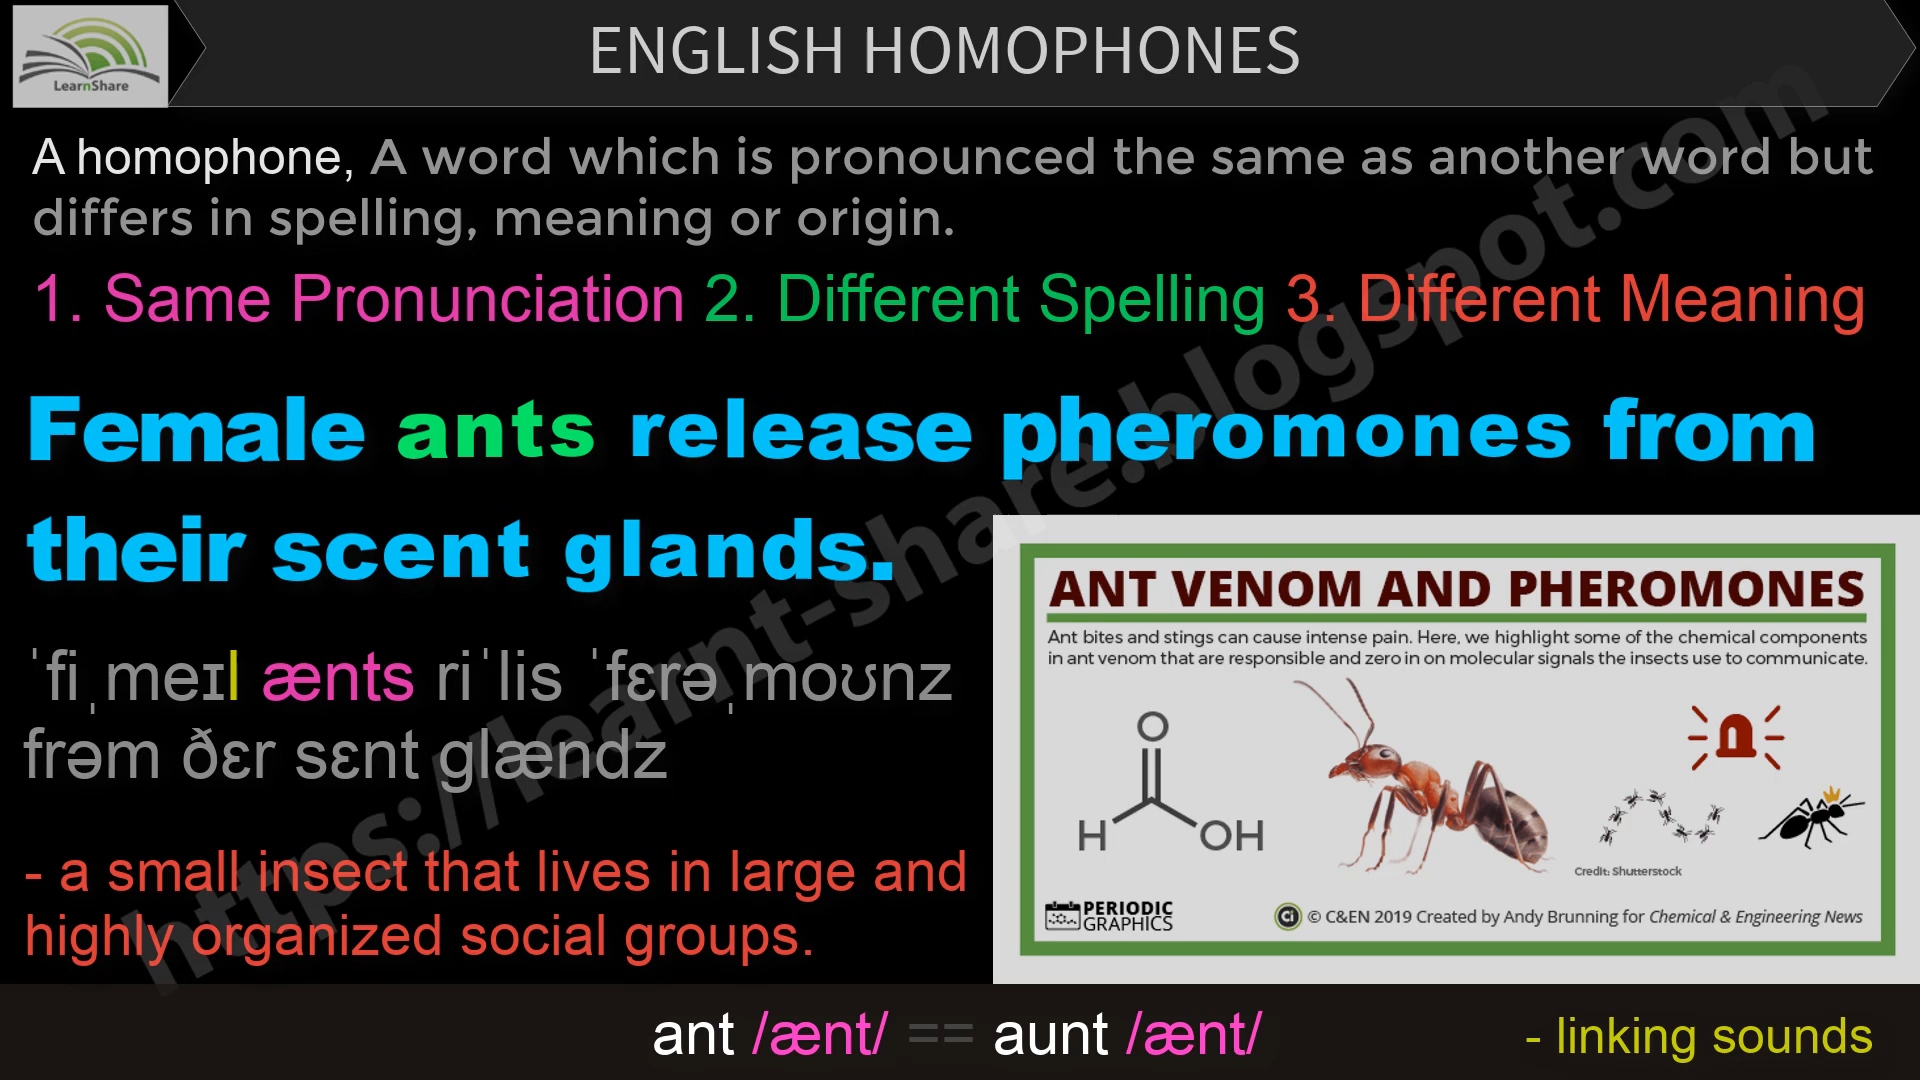 LearnShare
ENGLISH HOMOPHONES
A homophone, A word which is pronounced the same as another word but
differs in spelling, meaning or origin.
1. Same Pronunciation 2. Different Spelling 3. Different Meaning
Female ants release pheromones from
their scent glands.
ˈfiˌmeɪl ænts riˈlis ˈfɛrəˌmoʊnz
frəm ðɛr sɛnt glændz
- a small insect that lives in large and
highly organized social groups.
ANT VENOM AND PHEROMONES
Ant bites and stings can cause intense pain. Here, we highlight some of the chemical components
in ant venom that are responsible and zero in on molecular signals the insects use to communicate.
O
H OH
Credit: Shutterstock
PERIODIC
GRAPHICS
Ci © C&EN 2019 Created by Andy Brunning for Chemical & Engineering News
ant /ænt/ == aunt /ænt/
- linking sounds
https://learnt-share.blogspot.com